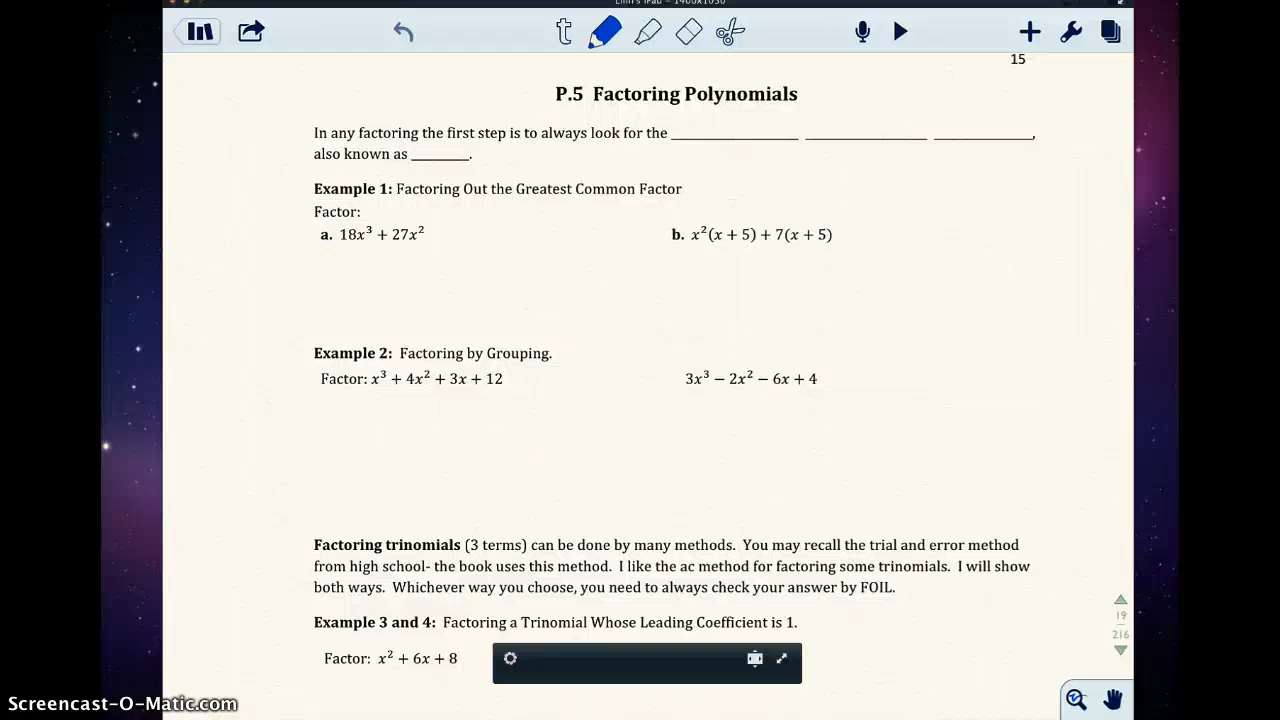 Emi's iPad - 1400x1050
15
P.5 Factoring Polynomials
In any factoring the first step is to always look for the ______________ ______________ ___________,
also known as _______.
Example 1: Factoring Out the Greatest Common Factor
Factor:
a. 18x³ + 27x²
b. x²(x + 5) + 7(x + 5)
Example 2: Factoring by Grouping.
Factor: x³ + 4x² + 3x + 12
3x³ − 2x² − 6x + 4
Factoring trinomials (3 terms) can be done by many methods. You may recall the trial and error method
from high school- the book uses this method. I like the ac method for factoring some trinomials. I will show
both ways. Whichever way you choose, you need to always check your answer by FOIL.
Example 3 and 4: Factoring a Trinomial Whose Leading Coefficient is 1.
Factor: x² + 6x + 8
19
216
Screencast-O-Matic.com